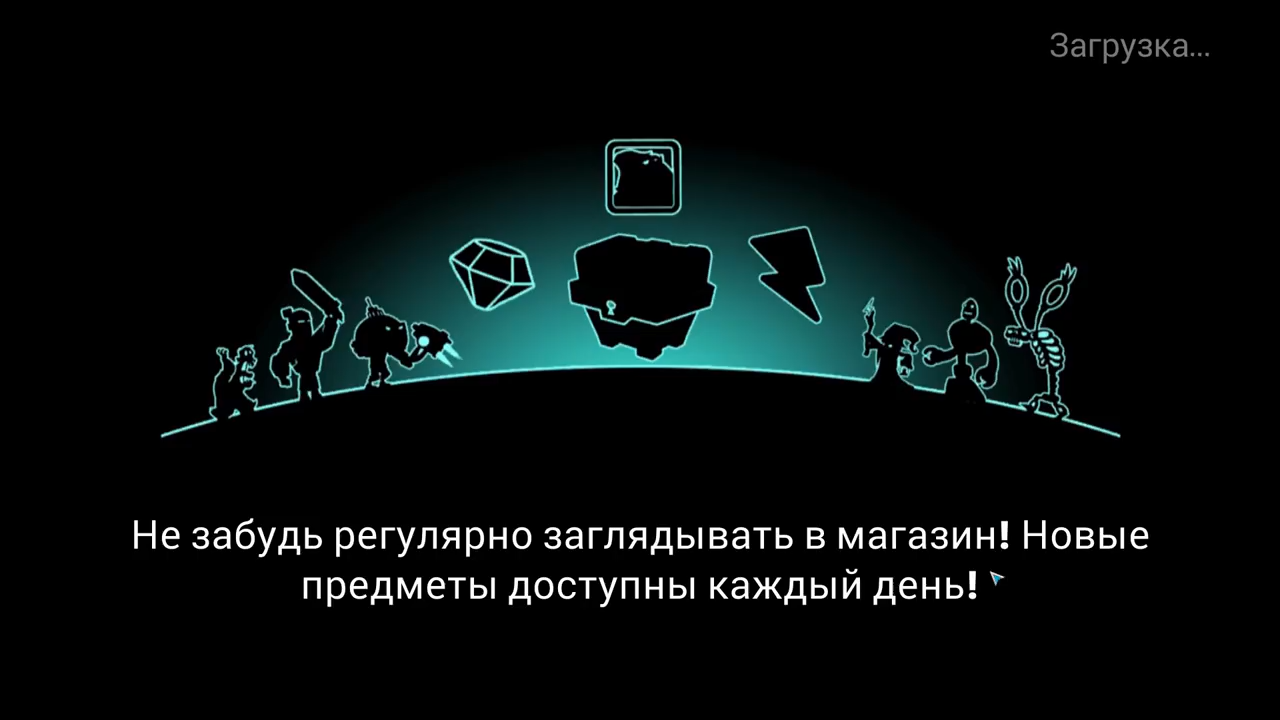 Загрузка...
Не забудь регулярно заглядывать в магазин! Новые
предметы доступны каждый день!